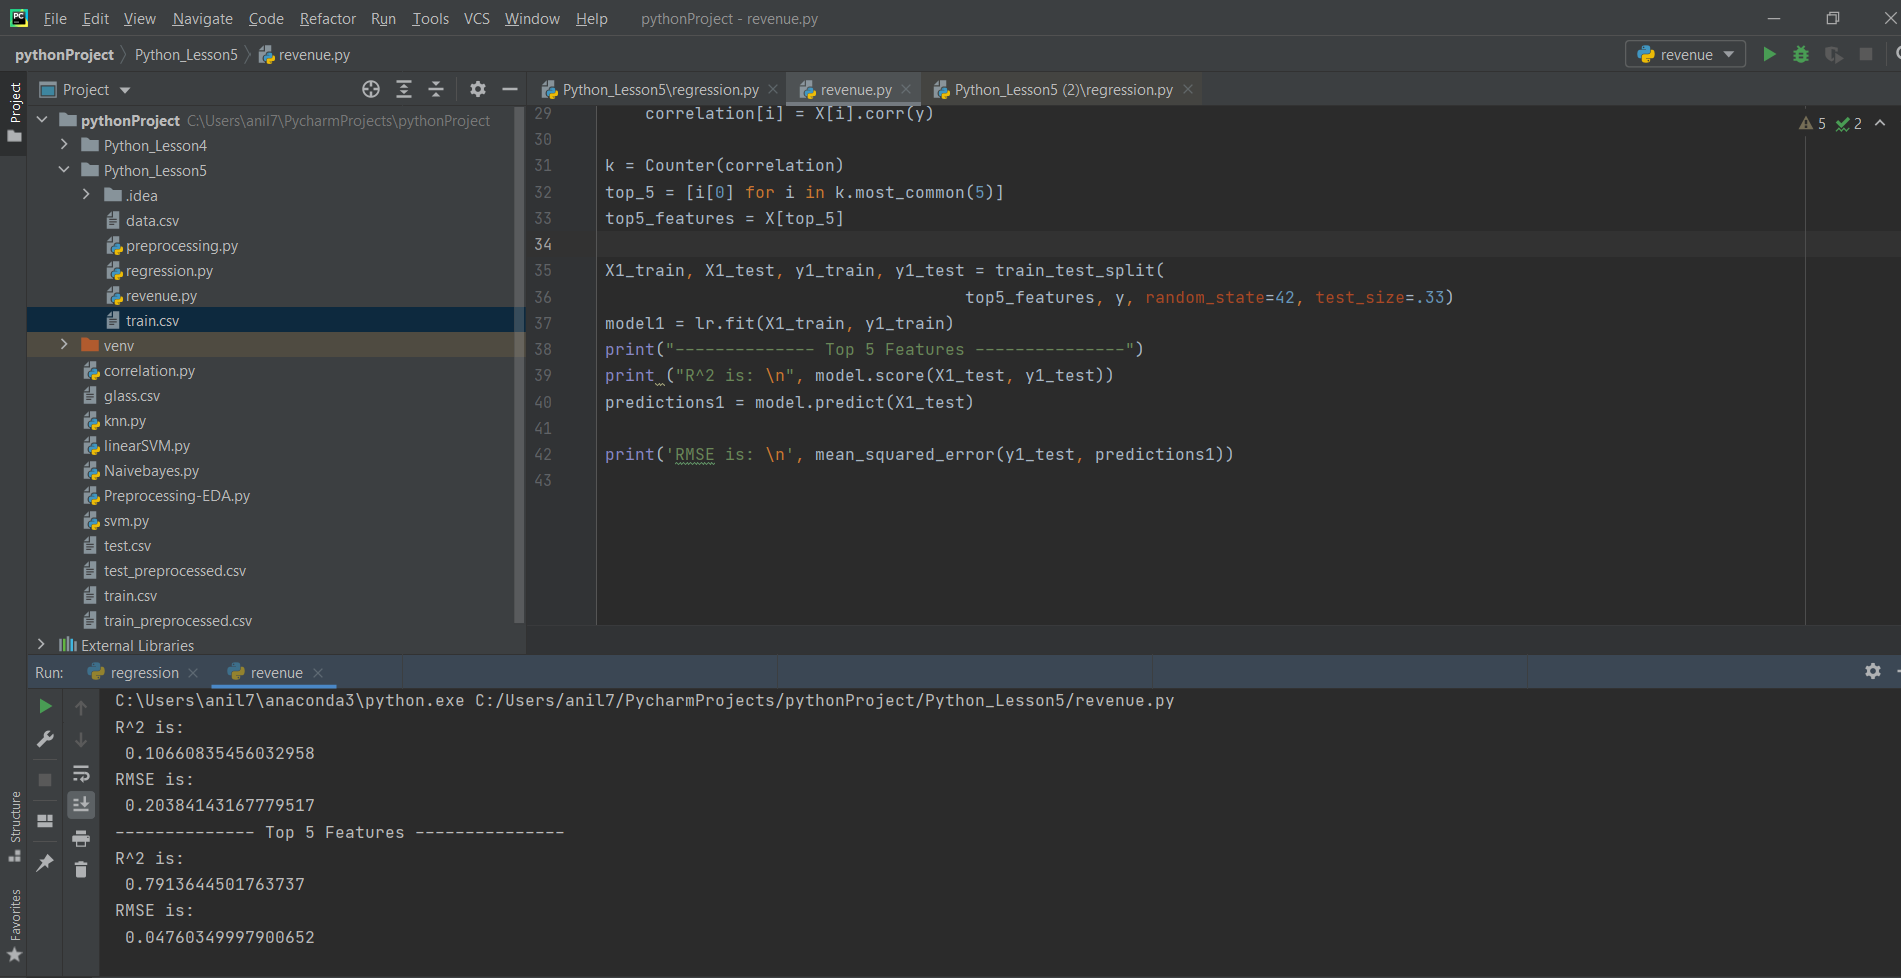 File Edit View Navigate Code Refactor Run Tools VCS Window Help pythonProject - revenue.py
pythonProject Python_Lesson5 revenue.py
revenue
Project
Project
Python_Lesson5\regression.py revenue.py Python_Lesson5 (2)\regression.py
pythonProject C:\Users\anil7\PycharmProjects\pythonProject
Python_Lesson4
Python_Lesson5
.idea
data.csv
preprocessing.py
regression.py
revenue.py
train.csv
venv
correlation.py
glass.csv
knn.py
linearSVM.py
Naivebayes.py
Preprocessing-EDA.py
svm.py
test.csv
test_preprocessed.csv
train.csv
train_preprocessed.csv
External Libraries
5 2
29 correlation[i] = X[i].corr(y)
30
31 k = Counter(correlation)
32 top_5 = [i[0] for i in k.most_common(5)]
33 top5_features = X[top_5]
34
35 X1_train, X1_test, y1_train, y1_test = train_test_split(
36 top5_features, y, random_state=42, test_size=.33)
37 model1 = lr.fit(X1_train, y1_train)
38 print("-------------- Top 5 Features ---------------")
39 print ("R^2 is: \n", model.score(X1_test, y1_test))
40 predictions1 = model.predict(X1_test)
41
42 print('RMSE is: \n', mean_squared_error(y1_test, predictions1))
43
Run: regression revenue
C:\Users\anil7\anaconda3\python.exe C:/Users/anil7/PycharmProjects/pythonProject/Python_Lesson5/revenue.py
R^2 is:
0.10660835456032958
RMSE is:
0.20384143167779517
-------------- Top 5 Features ---------------
R^2 is:
0.7913644501763737
RMSE is:
0.04760349997900652
Structure
Favorites